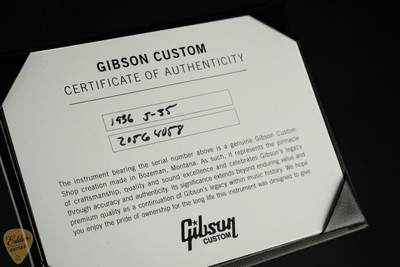 GIBSON CUSTOM
CERTIFICATE OF AUTHENTICITY
1936 J-35
20564058
The instrument bearing the serial number above is a genuine Gibson Custom
Shop creation made in Bozeman, Montana. As such, it represents the pinnacle
of craftsmanship, quality and sound excellence and celebrates Gibson's legacy
through accuracy and authenticity. Its significance extends beyond enduring value and
premium quality as a continuation of Gibson's legacy within music history. We hope
you enjoy the pride of ownership for the long life this instrument was designed to give.
Gibson
CUSTOM
Eddie's
GUITARS